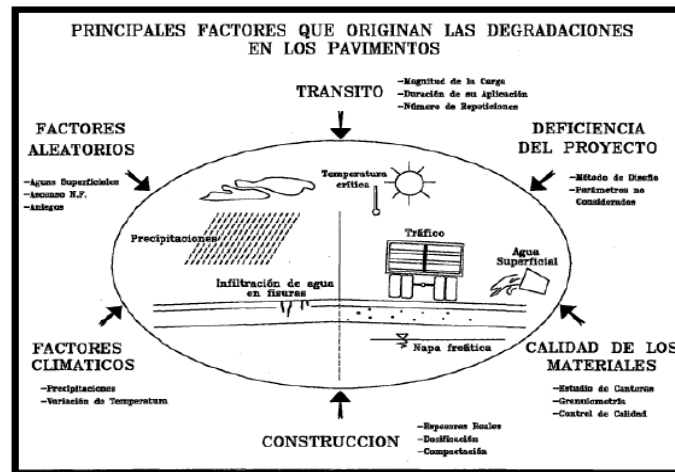 PRINCIPALES FACTORES QUE ORIGINAN LAS DEGRADACIONES
EN LOS PAVIMENTOS
TRANSITO
-Magnitud de la Carga
-Duración de su Aplicación
-Número de Repeticiones
FACTORES
ALEATORIOS
-Aguas Superficiales
-Ascenso N.F.
-Aniegos
DEFICIENCIA
DEL PROYECTO
-Método de Diseño
-Parámetros no
Considerados
Temperatura
crítica
Precipitaciones
Tráfico
Agua
Superficial
Infiltración de agua
en fisuras
Napa freática
FACTORES
CLIMATICOS
-Precipitaciones
-Variación de Temperatura
CALIDAD DE LOS
MATERIALES
-Estudio de Canteras
-Granulometría
-Control de Calidad
CONSTRUCCION
-Espesores Reales
-Dosificación
-Compactación